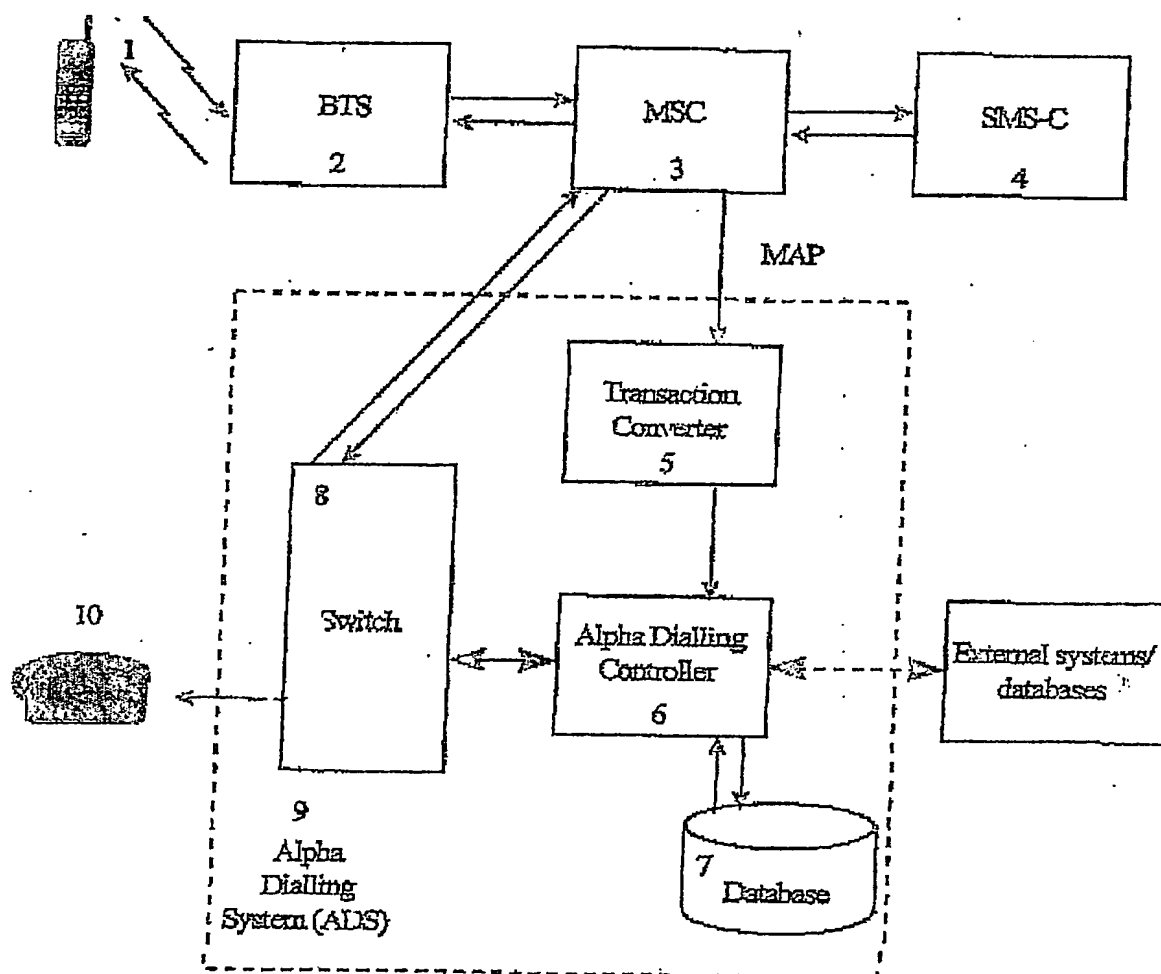 1
BTS
2
MSC
3
SMS-C
4
MAP
Transaction
Converter
5
8
Switch
10
Alpha Dialling
Controller
6
External systems/
databases
9
Alpha
Dialling
System (ADS)
7
Database